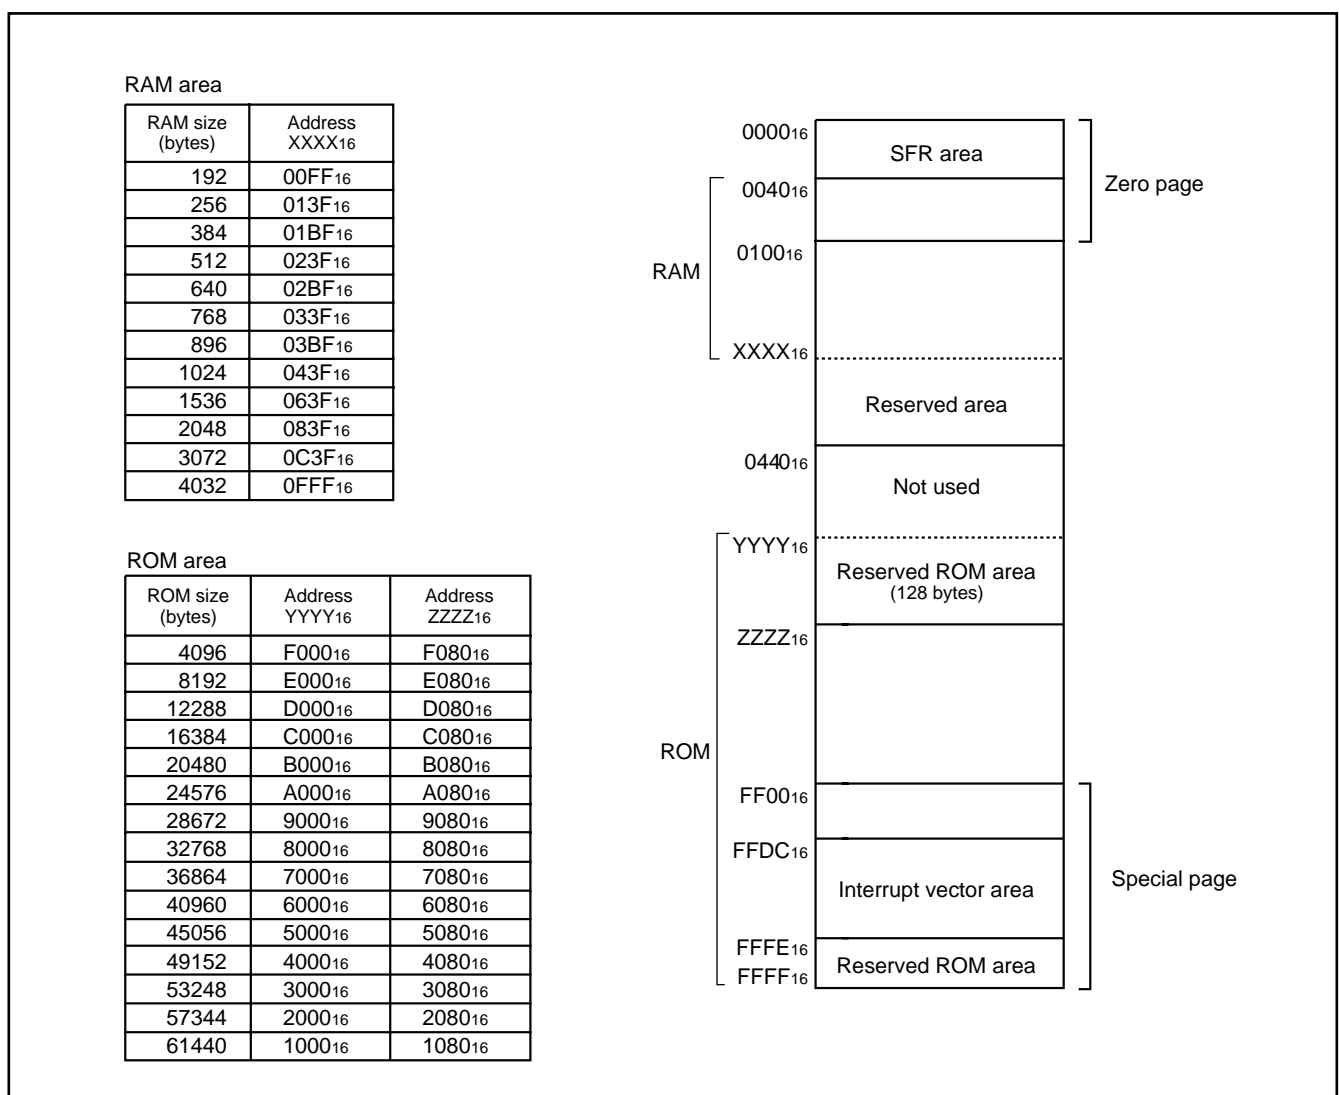 RAM area
RAM size (bytes) Address XXXX16
192 00FF16
256 013F16
384 01BF16
512 023F16
640 02BF16
768 033F16
896 03BF16
1024 043F16
1536 063F16
2048 083F16
3072 0C3F16
4032 0FFF16
ROM area
ROM size (bytes) Address YYYY16 Address ZZZZ16
4096 F00016 F08016
8192 E00016 E08016
12288 D00016 D08016
16384 C00016 C08016
20480 B00016 B08016
24576 A00016 A08016
28672 900016 908016
32768 800016 808016
36864 700016 708016
40960 600016 608016
45056 500016 508016
49152 400016 408016
53248 300016 308016
57344 200016 208016
61440 100016 108016
000016
SFR area
Zero page
004016
010016
RAM
XXXX16
Reserved area
044016
Not used
YYYY16
Reserved ROM area
(128 bytes)
ZZZZ16
ROM
FF0016
FFDC16
Special page
Interrupt vector area
FFFE16
Reserved ROM area
FFFF16